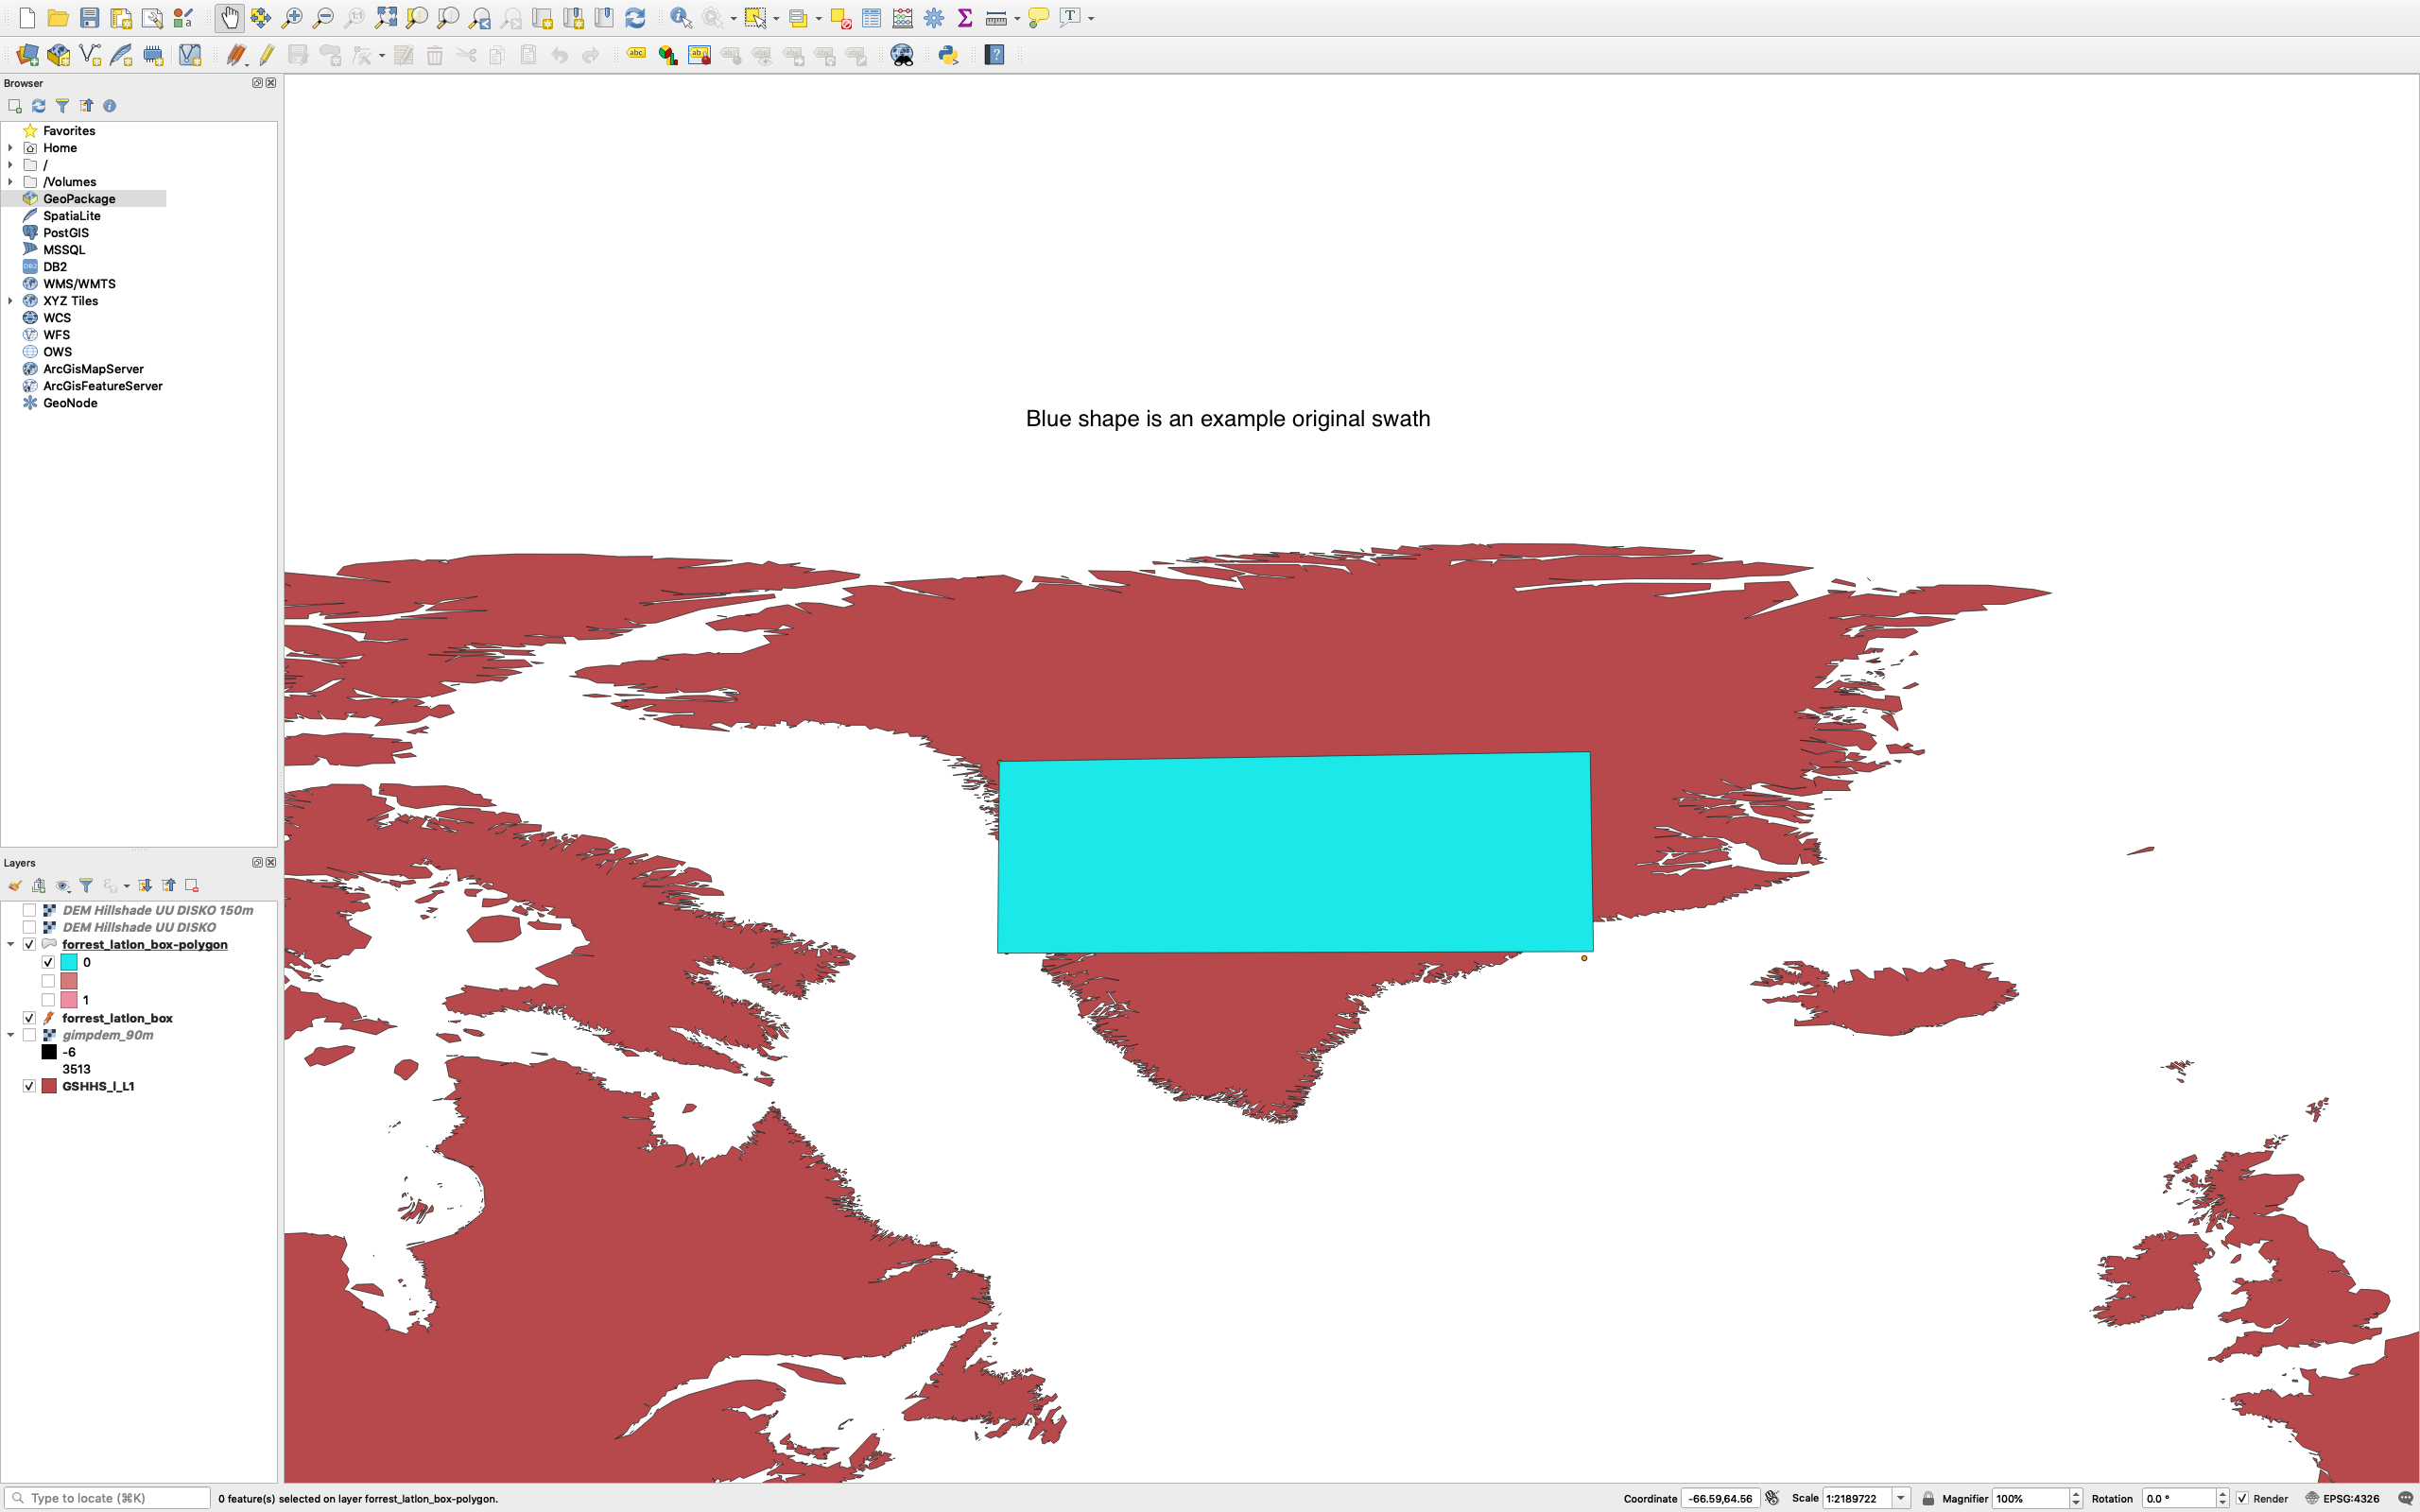 Browser
Favorites
Home
/
/Volumes
GeoPackage
SpatiaLite
PostGIS
MSSQL
DB2
WMS/WMTS
XYZ Tiles
WCS
WFS
OWS
ArcGisMapServer
ArcGisFeatureServer
GeoNode
Blue shape is an example original swath
Layers
DEM Hillshade UU DISKO 150m
DEM Hillshade UU DISKO
forrest_latlon_box-polygon
0
1
forrest_latlon_box
gimpdem_90m
-6
3513
GSHHS_l_L1
Type to locate (⌘K) 0 feature(s) selected on layer forrest_latlon_box-polygon. Coordinate -66.59,64.56 Scale 1:2189722 Magnifier 100% Rotation 0.0 ° Render EPSG:4326